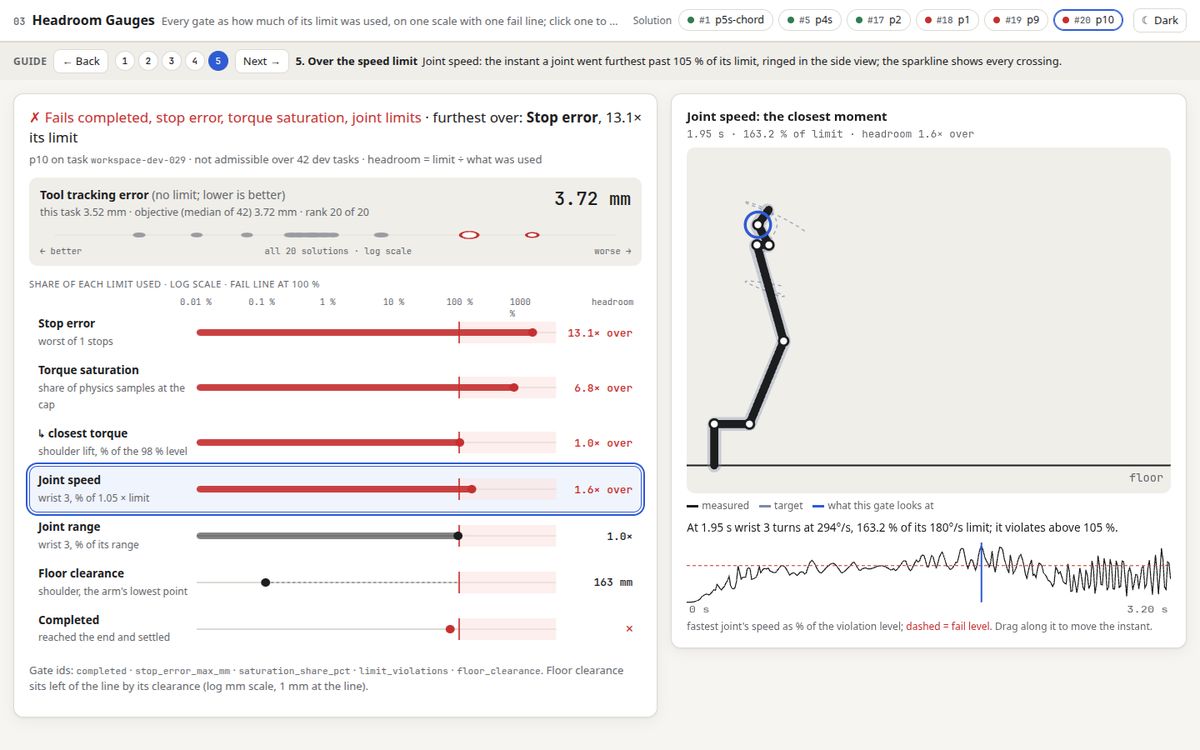 03 Headroom Gauges Every gate as how much of its limit was used, on one scale with one fail line; click one to ... Solution #1 p5s-chord #5 p4s #17 p2 #18 p1 #19 p9 #20 p10 ☾ Dark
GUIDE ← Back 1 2 3 4 5 Next → 5. Over the speed limit Joint speed: the instant a joint went furthest past 105 % of its limit, ringed in the side view; the sparkline shows every crossing.
✗ Fails completed, stop error, torque saturation, joint limits · furthest over: Stop error, 13.1×
its limit
p10 on task workspace-dev-029 · not admissible over 42 dev tasks · headroom = limit ÷ what was used
Tool tracking error (no limit; lower is better) 3.72 mm
this task 3.52 mm · objective (median of 42) 3.72 mm · rank 20 of 20
← better all 20 solutions · log scale worse →
SHARE OF EACH LIMIT USED · LOG SCALE · FAIL LINE AT 100 %
0.01 % 0.1 % 1 % 10 % 100 % 1000 % headroom
Stop error
worst of 1 stops
13.1× over
Torque saturation
share of physics samples at the
cap
6.8× over
↳ closest torque
shoulder lift, % of the 98 % level
1.0× over
Joint speed
wrist 3, % of 1.05 × limit
1.6× over
Joint range
wrist 3, % of its range
1.0×
Floor clearance
shoulder, the arm's lowest point
163 mm
Completed
reached the end and settled
×
Gate ids: completed · stop_error_max_mm · saturation_share_pct · limit_violations · floor_clearance. Floor clearance
sits left of the line by its clearance (log mm scale, 1 mm at the line).
Joint speed: the closest moment
1.95 s · 163.2 % of limit · headroom 1.6× over
floor
measured target what this gate looks at
At 1.95 s wrist 3 turns at 294°/s, 163.2 % of its 180°/s limit; it violates above 105 %.
0 s 3.20 s
fastest joint's speed as % of the violation level; dashed = fail level. Drag along it to move the instant.